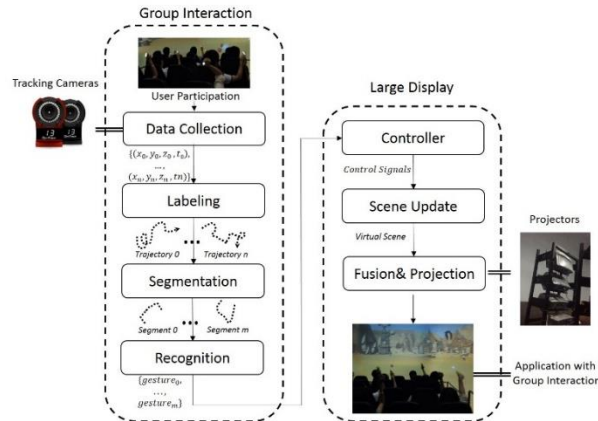 Group Interaction
Tracking Cameras
User Participation
Data Collection
{(x₀, y₀, z₀, t₀),
...,
(xₙ, yₙ, zₙ, tn)}
Labeling
Trajectory 0 Trajectory n
Segmentation
Segment 0 Segment m
Recognition
{gesture₀,
...,
gestureₘ}
Large Display
Controller
Control Signals
Scene Update
Virtual Scene
Fusion& Projection
Projectors
Application with
Group Interaction
13
13